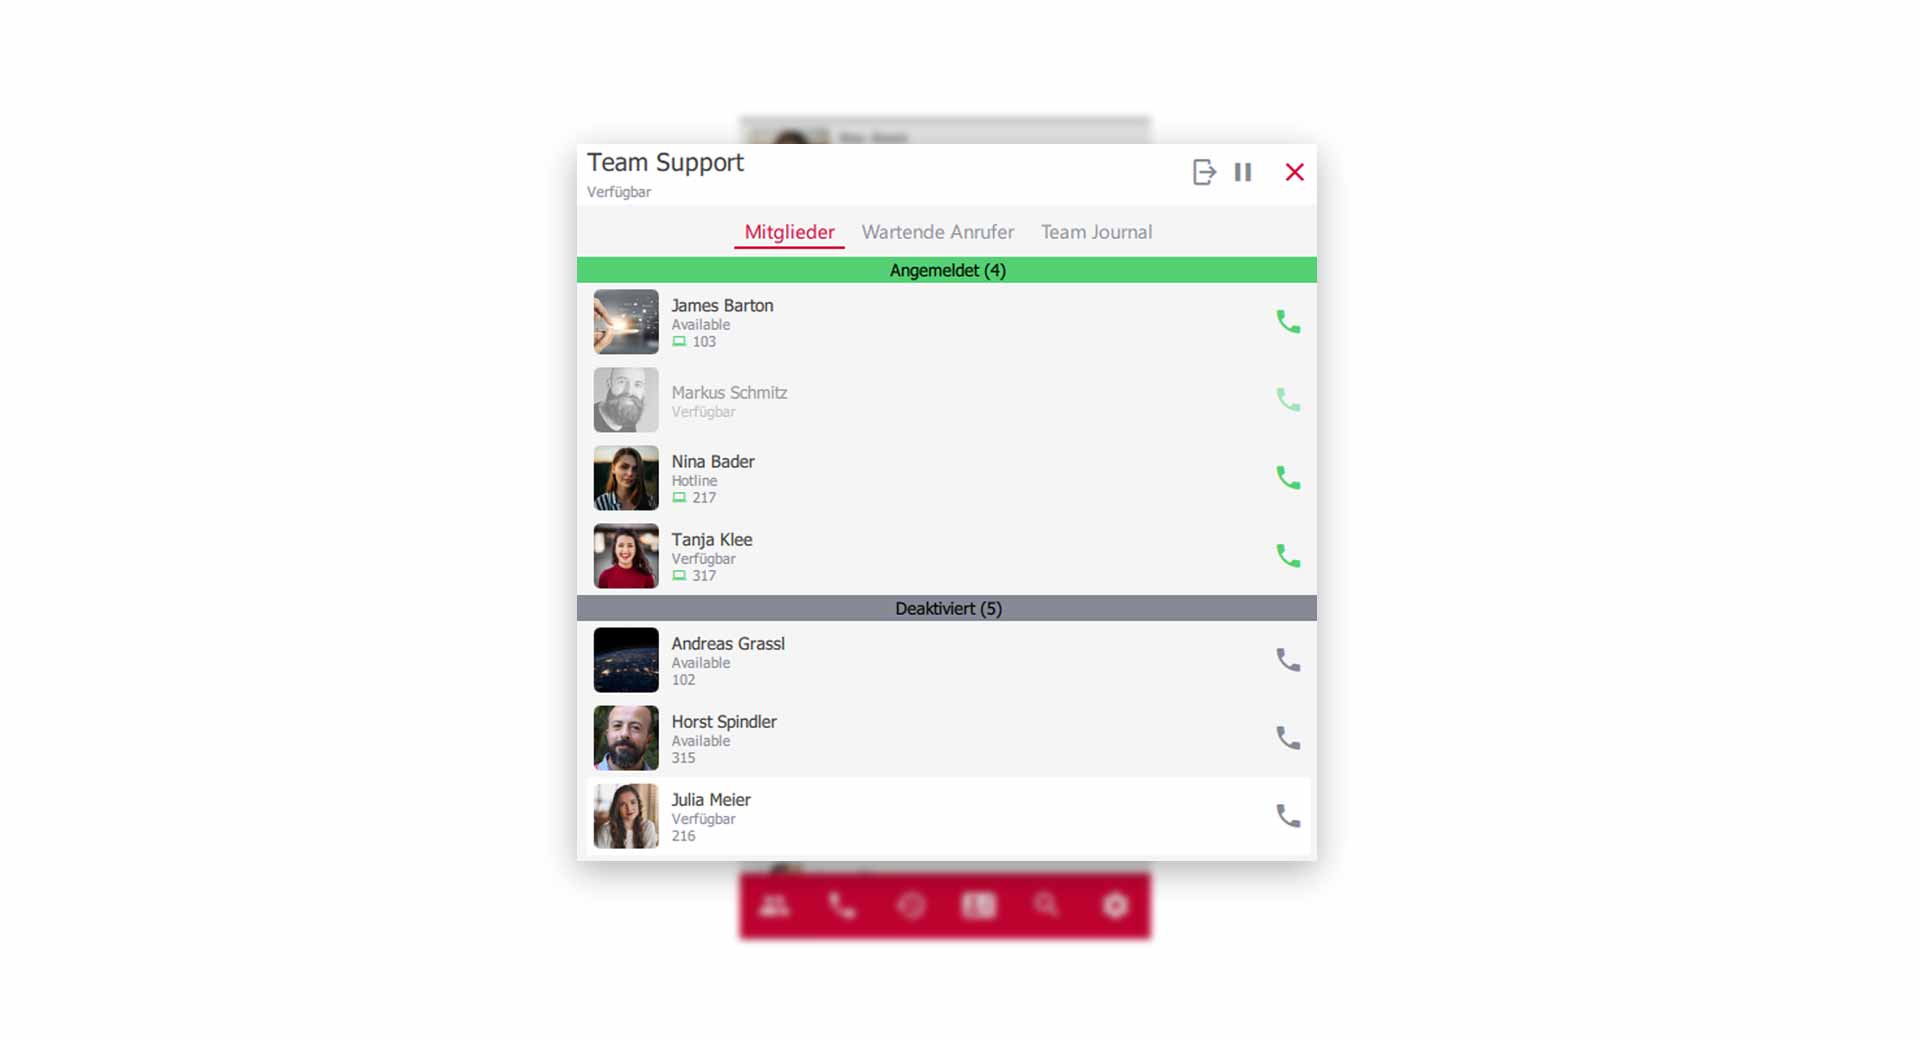 Team Support
Verfügbar
Mitglieder Wartende Anrufer Team Journal
Angemeldet (4)
James Barton
Available
103
Markus Schmitz
Verfügbar
Nina Bader
Hotline
217
Tanja Klee
Verfügbar
317
Deaktiviert (5)
Andreas Grassl
Available
102
Horst Spindler
Available
315
Julia Meier
Verfügbar
216